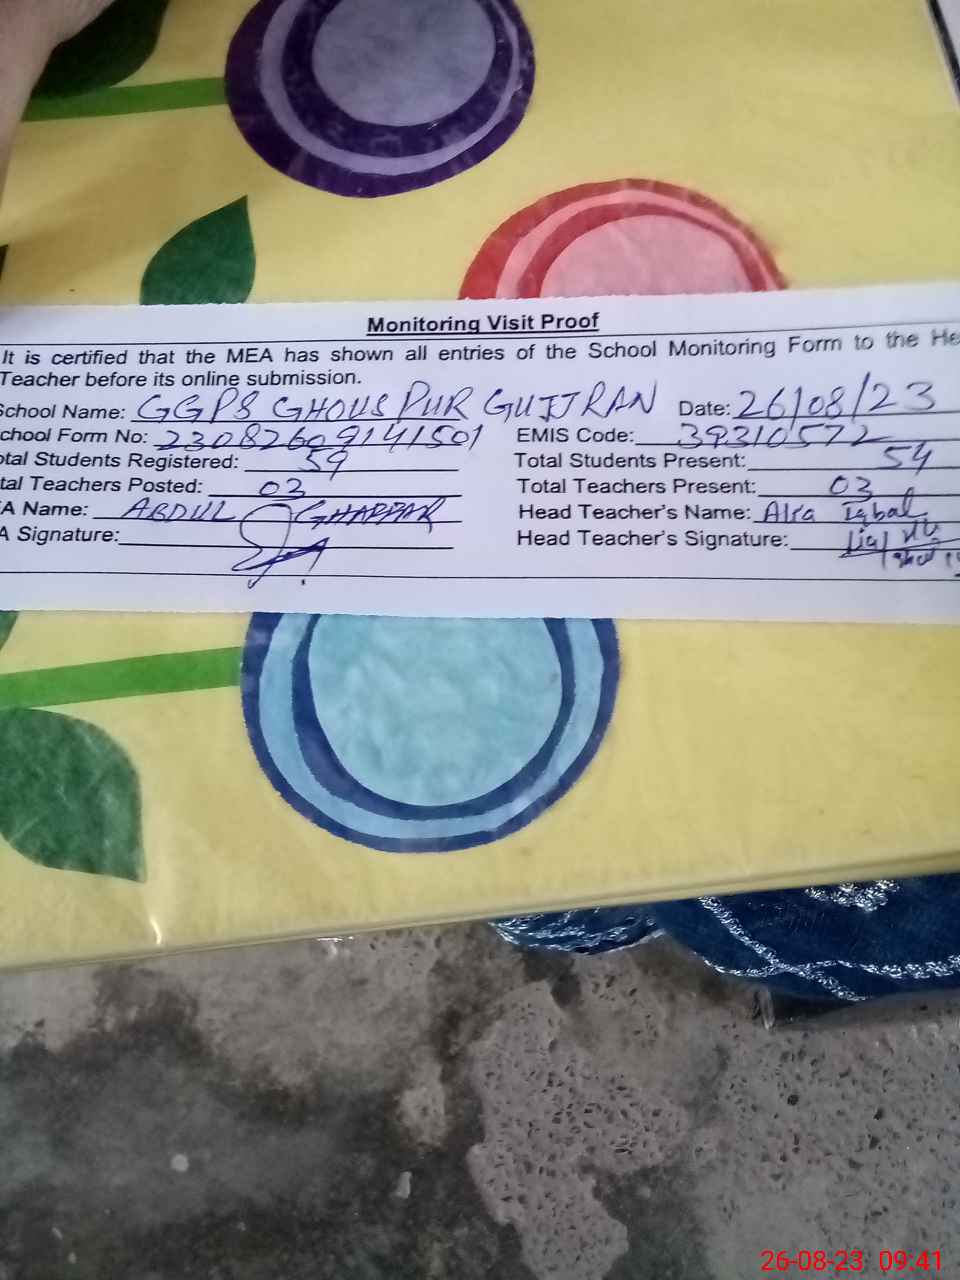 Monitoring Visit Proof
It is certified that the MEA has shown all entries of the School Monitoring Form to the He
Teacher before its online submission.
School Name: GGPS GHOUS PUR GUJJRAN Date: 26/08/23
chool Form No: 23082609141501 EMIS Code: 39310572
otal Students Registered: 59 Total Students Present: 54
tal Teachers Posted: 03 Total Teachers Present: 03
A Name: ABDUL GHAFFAR Head Teacher's Name: Alra Iqbal
A Signature: Head Teacher's Signature:
26-08-23 09:41